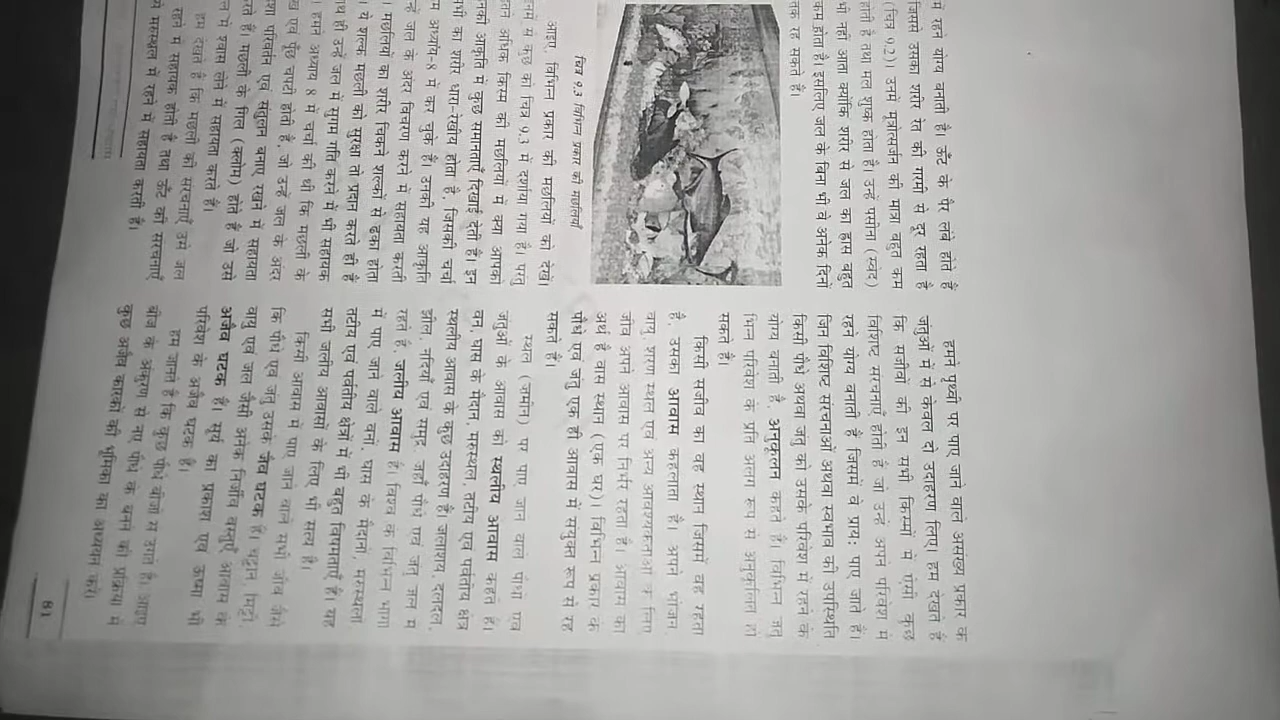 में रहने योग्य बनाती हैं। ऊँट के पैर लंबे होते हैं
जिससे उसका शरीर रेत की गरमी से दूर रहता है
(चित्र 9.2)। उनमें मूत्रोत्सर्जन की मात्रा बहुत कम
होती है तथा मल शुष्क होता है। उन्हें पसीना (स्वेद)
भी नहीं आता क्योंकि शरीर से जल का ह्रास बहुत
कम होता है। इसलिए जल के बिना भी वे अनेक दिनों
तक रह सकते हैं।
चित्र 9.3 विभिन्न प्रकार की मछलियाँ
आइए, विभिन्न प्रकार की मछलियों को देखें।
इनमें से कुछ को चित्र 9.3 में दर्शाया गया है। परंतु
इतने अधिक किस्म की मछलियों में क्या आपको
उनकी आकृति में कुछ समानताएँ दिखाई देती हैं। इन
सभी का शरीर धारा-रेखीय होता है, जिसकी चर्चा
हम अध्याय-8 में कर चुके हैं। उनकी यह आकृति
उन्हें जल के अंदर विचरण करने में सहायता करती
है। मछलियों का शरीर चिकने शल्कों से ढका होता
है। ये शल्क मछली को सुरक्षा तो प्रदान करते ही हैं
साथ ही उन्हें जल में सुगम गति करने में भी सहायक
हैं। हमने अध्याय 8 में चर्चा की थी कि मछली के
पंख एवं पूँछ चपटी होती है, जो उन्हें जल के अंदर
दिशा परिवर्तन एवं संतुलन बनाए रखने में सहायता
करते हैं। मछली के गिल (क्लोम) होते हैं जो उसे
जल में श्वास लेने में सहायता करते हैं।
हम देखते हैं कि मछली की संरचनाएँ उसे जल
में रहने में सहायक होती हैं तथा ऊँट की संरचनाएँ
उसे मरुस्थल में रहने में सहायता करती हैं।
हमने पृथ्वी पर पाए जाने वाले असंख्य प्रकार के
जंतुओं में से केवल दो उदाहरण लिए। हम देखते हैं
कि सजीवों की इन सभी किस्मों में ऐसी कुछ
विशिष्ट संरचनाएँ होती हैं जो उन्हें अपने परिवेश में
रहने योग्य बनाती हैं जिसमें वे प्राय: पाए जाते हैं।
जिन विशिष्ट संरचनाओं अथवा स्वभाव की उपस्थिति
किसी पौधे अथवा जंतु को उसके परिवेश में रहने के
योग्य बनाती है, अनुकूलन कहते हैं। विभिन्न जंतु
भिन्न परिवेश के प्रति अलग रूप से अनुकूलित हो
सकते हैं।
किसी सजीव का वह स्थान जिसमें वह रहता
है, उसका आवास कहलाता है। अपने भोजन,
वायु, शरण स्थल एवं अन्य आवश्यकताओं के लिए
जीव अपने आवास पर निर्भर रहता है। आवास का
अर्थ है वास स्थान (एक घर)। विभिन्न प्रकार के
पौधे एवं जंतु एक ही आवास में संयुक्त रूप से रह
सकते हैं।
स्थल (जमीन) पर पाए जाने वाले पौधों एवं
जंतुओं के आवास को स्थलीय आवास कहते हैं।
वन, घास के मैदान, मरुस्थल, तटीय एवं पर्वतीय क्षेत्र
स्थलीय आवास के कुछ उदाहरण हैं। जलाशय, दलदल,
झील, नदियाँ एवं समुद्र, जहाँ पौधे एवं जंतु जल में
रहते हैं, जलीय आवास हैं। विश्व के विभिन्न भागों
में पाए जाने वाले वनों, घास के मैदानों, मरुस्थलों
तटीय एवं पर्वतीय क्षेत्रों में भी बहुत विषमताएँ हैं। यह
सभी जलीय आवासों के लिए भी सत्य है।
किसी आवास में पाए जाने वाले सभी जीव जैसे
कि पौधे एवं जंतु उसके जैव घटक हैं। चट्टान, मिट्टी,
वायु एवं जल जैसी अनेक निर्जीव वस्तुएँ आवास के
अजैव घटक हैं। सूर्य का प्रकाश एवं ऊष्मा भी
परिवेश के अजैव घटक हैं।
हम जानते हैं कि कुछ पौधे बीजों से उगते हैं। आइए
बीज के अंकुरण से नए पौधे के बनने की प्रक्रिया में
कुछ अजैव कारकों की भूमिका का अध्ययन करें।
81